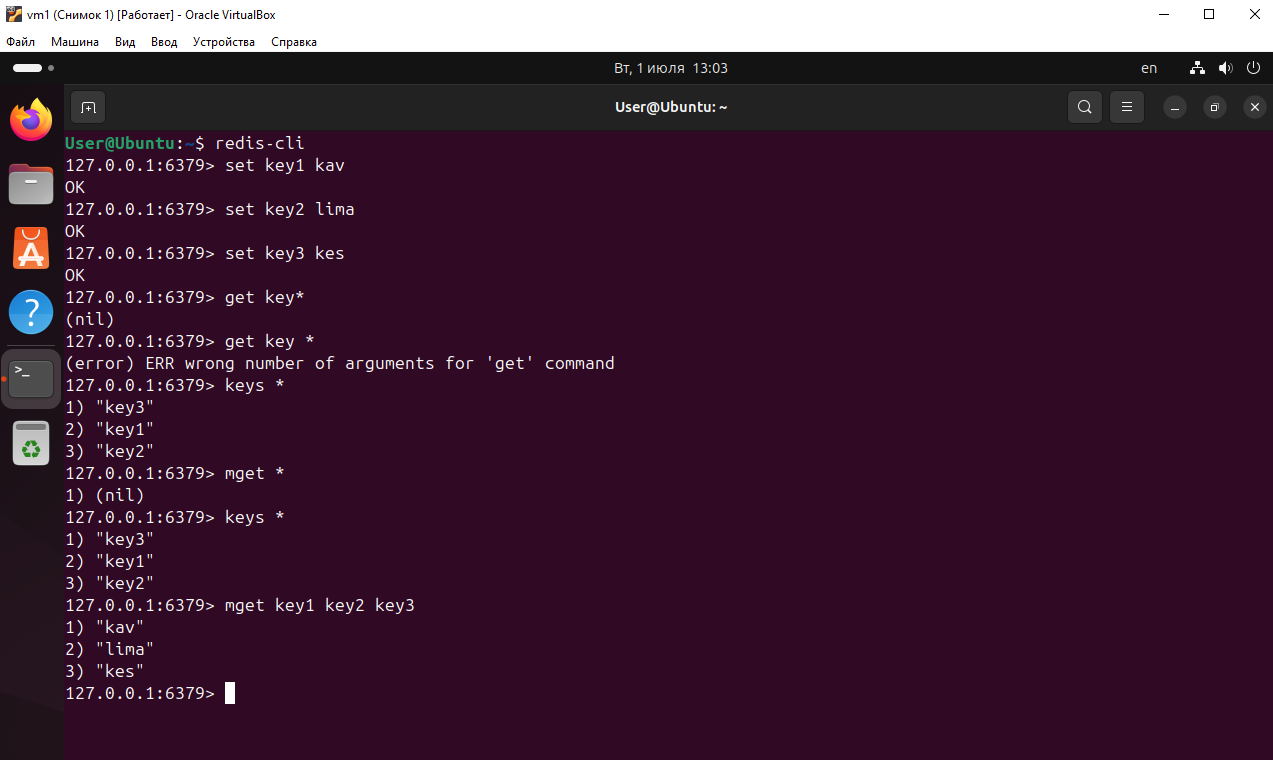 vm1 (Снимок 1) [Работает] - Oracle VirtualBox
Файл Машина Вид Ввод Устройства Справка
Вт, 1 июля 13:03
en
User@Ubuntu: ~
User@Ubuntu:~$ redis-cli
127.0.0.1:6379> set key1 kav
OK
127.0.0.1:6379> set key2 lima
OK
127.0.0.1:6379> set key3 kes
OK
127.0.0.1:6379> get key*
(nil)
127.0.0.1:6379> get key *
(error) ERR wrong number of arguments for 'get' command
127.0.0.1:6379> keys *
1) "key3"
2) "key1"
3) "key2"
127.0.0.1:6379> mget *
1) (nil)
127.0.0.1:6379> keys *
1) "key3"
2) "key1"
3) "key2"
127.0.0.1:6379> mget key1 key2 key3
1) "kav"
2) "lima"
3) "kes"
127.0.0.1:6379>